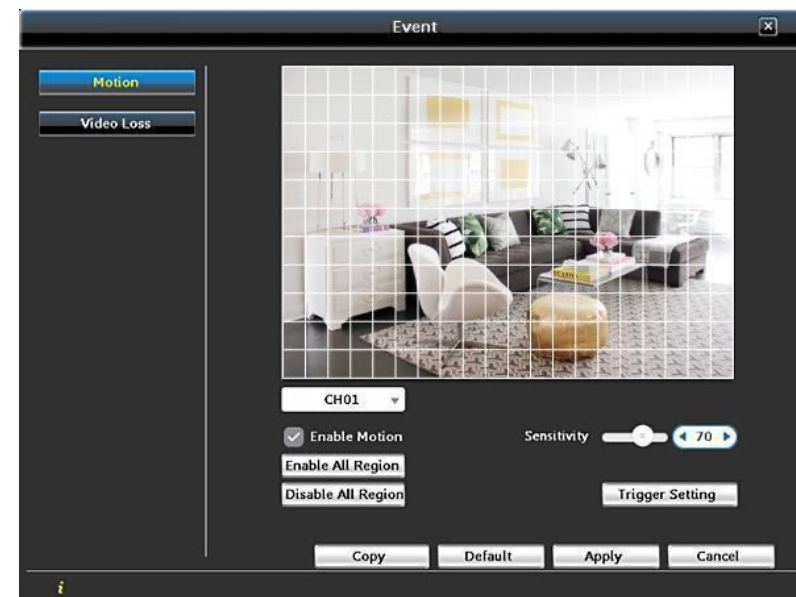 Event
Motion
Video Loss
CH01
Enable Motion
Sensitivity
70
Enable All Region
Disable All Region
Trigger Setting
Copy
Default
Apply
Cancel
i